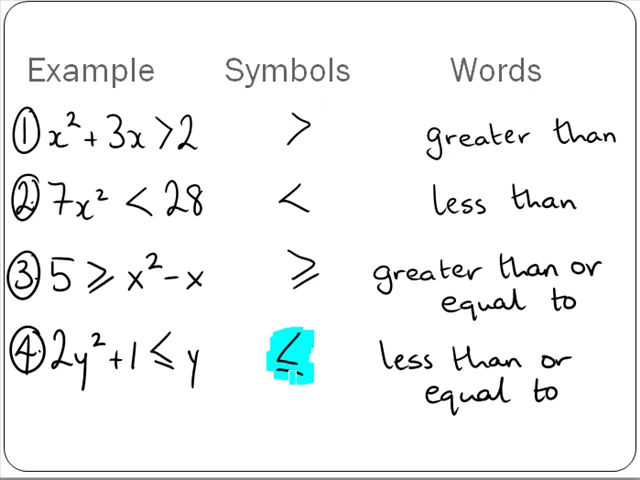 Example Symbols Words
① x² + 3x > 2 > greater than
② 7x² < 28 < less than
③ 5 ≥ x² - x ≥ greater than or
equal to
④ 2y² + 1 ≤ y ≤ less than or
equal to